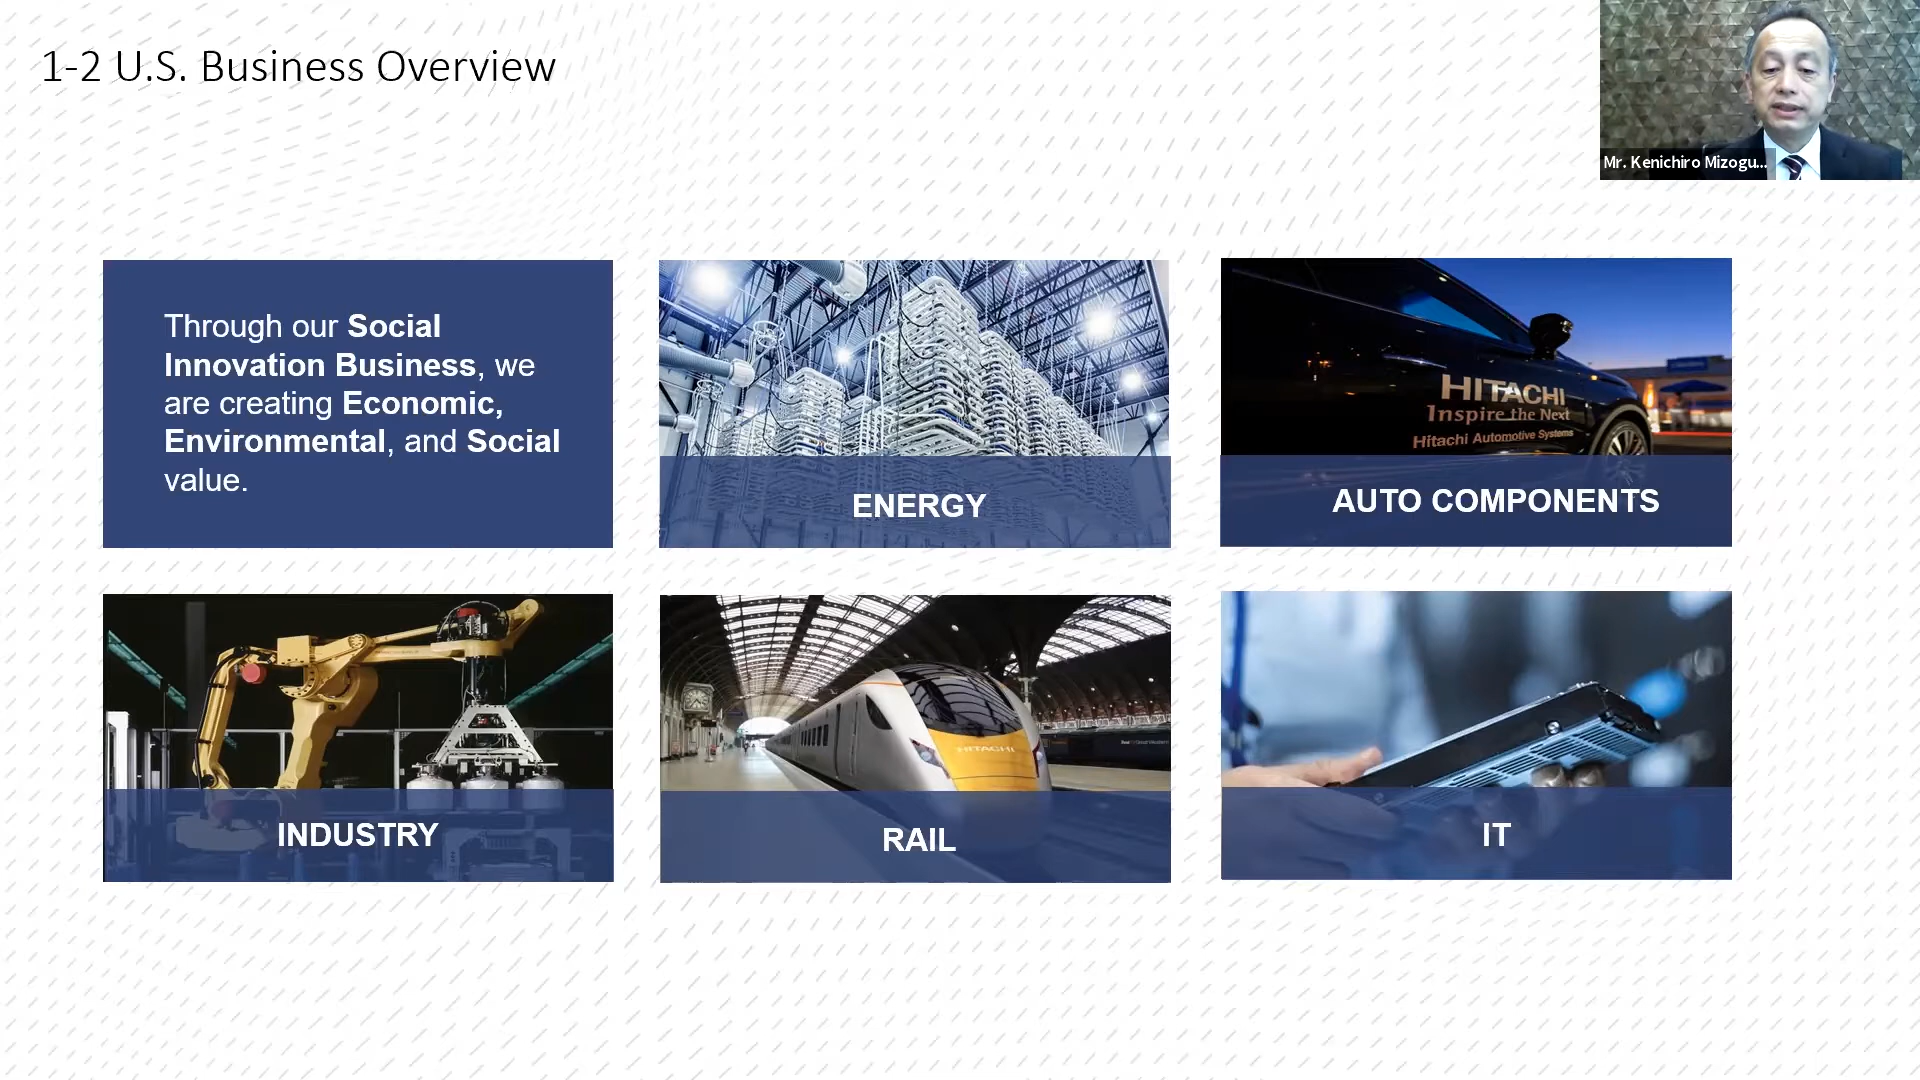 1-2 U.S. Business Overview
Mr. Kenichiro Mizogu...
Through our Social
Innovation Business, we
are creating Economic,
Environmental, and Social
value.
ENERGY
HITACHI
Inspire the Next
Hitachi Automotive Systems
AUTO COMPONENTS
INDUSTRY
HITACHI
RAIL
IT